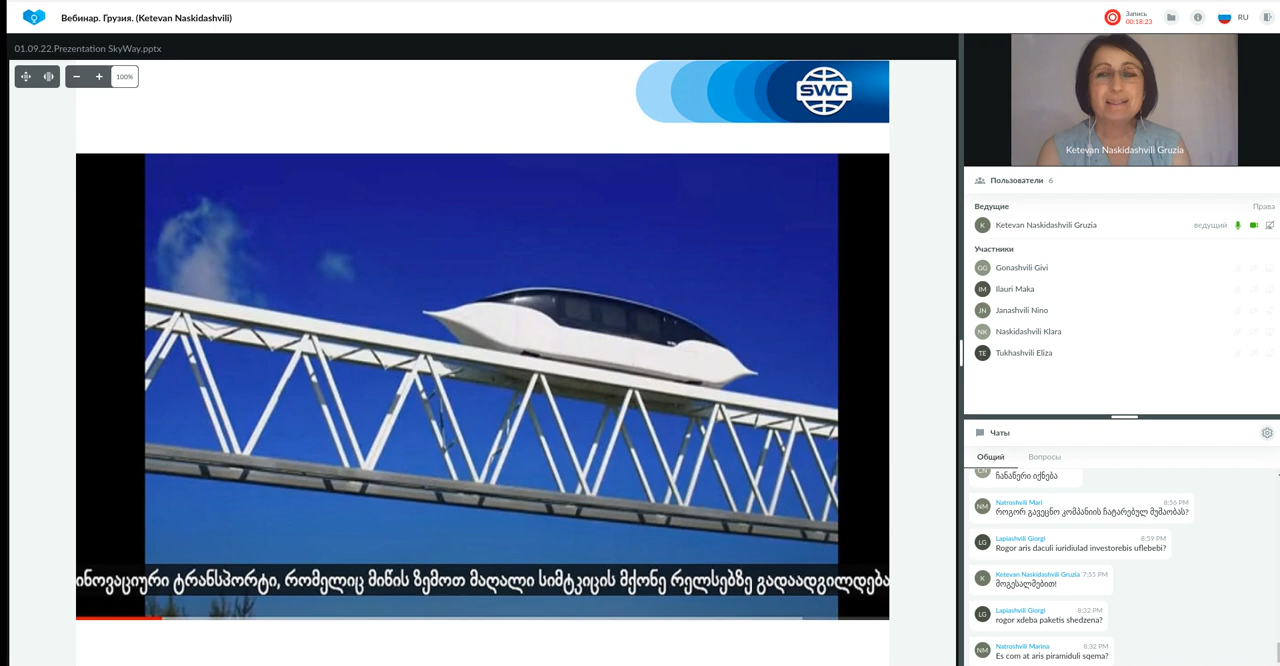 Вебинар. Грузия. (Ketevan Naskidashvili)
Запись
00:18:23
RU
01.09.22.Prezentation SkyWay.pptx
100%
SWC
ინოვაციური ტრანსპორტი, რომელიც მიწის ზემოთ მაღალი სიმტკიცის მქონე რელსებზე გადაადგილდება
Ketevan Naskidashvili Gruzia
Пользователи 6
Ведущие Права
K Ketevan Naskidashvili Gruzia ведущий
Участники
GG Gonashvili Givi
IM Ilauri Maka
JN Janashvili Nino
NK Naskidashvili Klara
TE Tukhashvili Eliza
Чаты
Общий Вопросы
ჩანაწერი იქნება
NM Natroshvili Mari 8:56 PM
როგორ გავეცნო კომპანიის ჩატარებულ მუშაობას?
LG Lapiashvili Giorgi 8:59 PM
Rogor aris daculi iuridiulad investorebis uflebebi?
K Ketevan Naskidashvili Gruzia 7:55 PM
მოგესალმებით!
LG Lapiashvili Giorgi 8:32 PM
rogor xdeba paketis shedzena?
NM Natroshvili Marina 8:32 PM
Es com at aris piramiduli sqema?